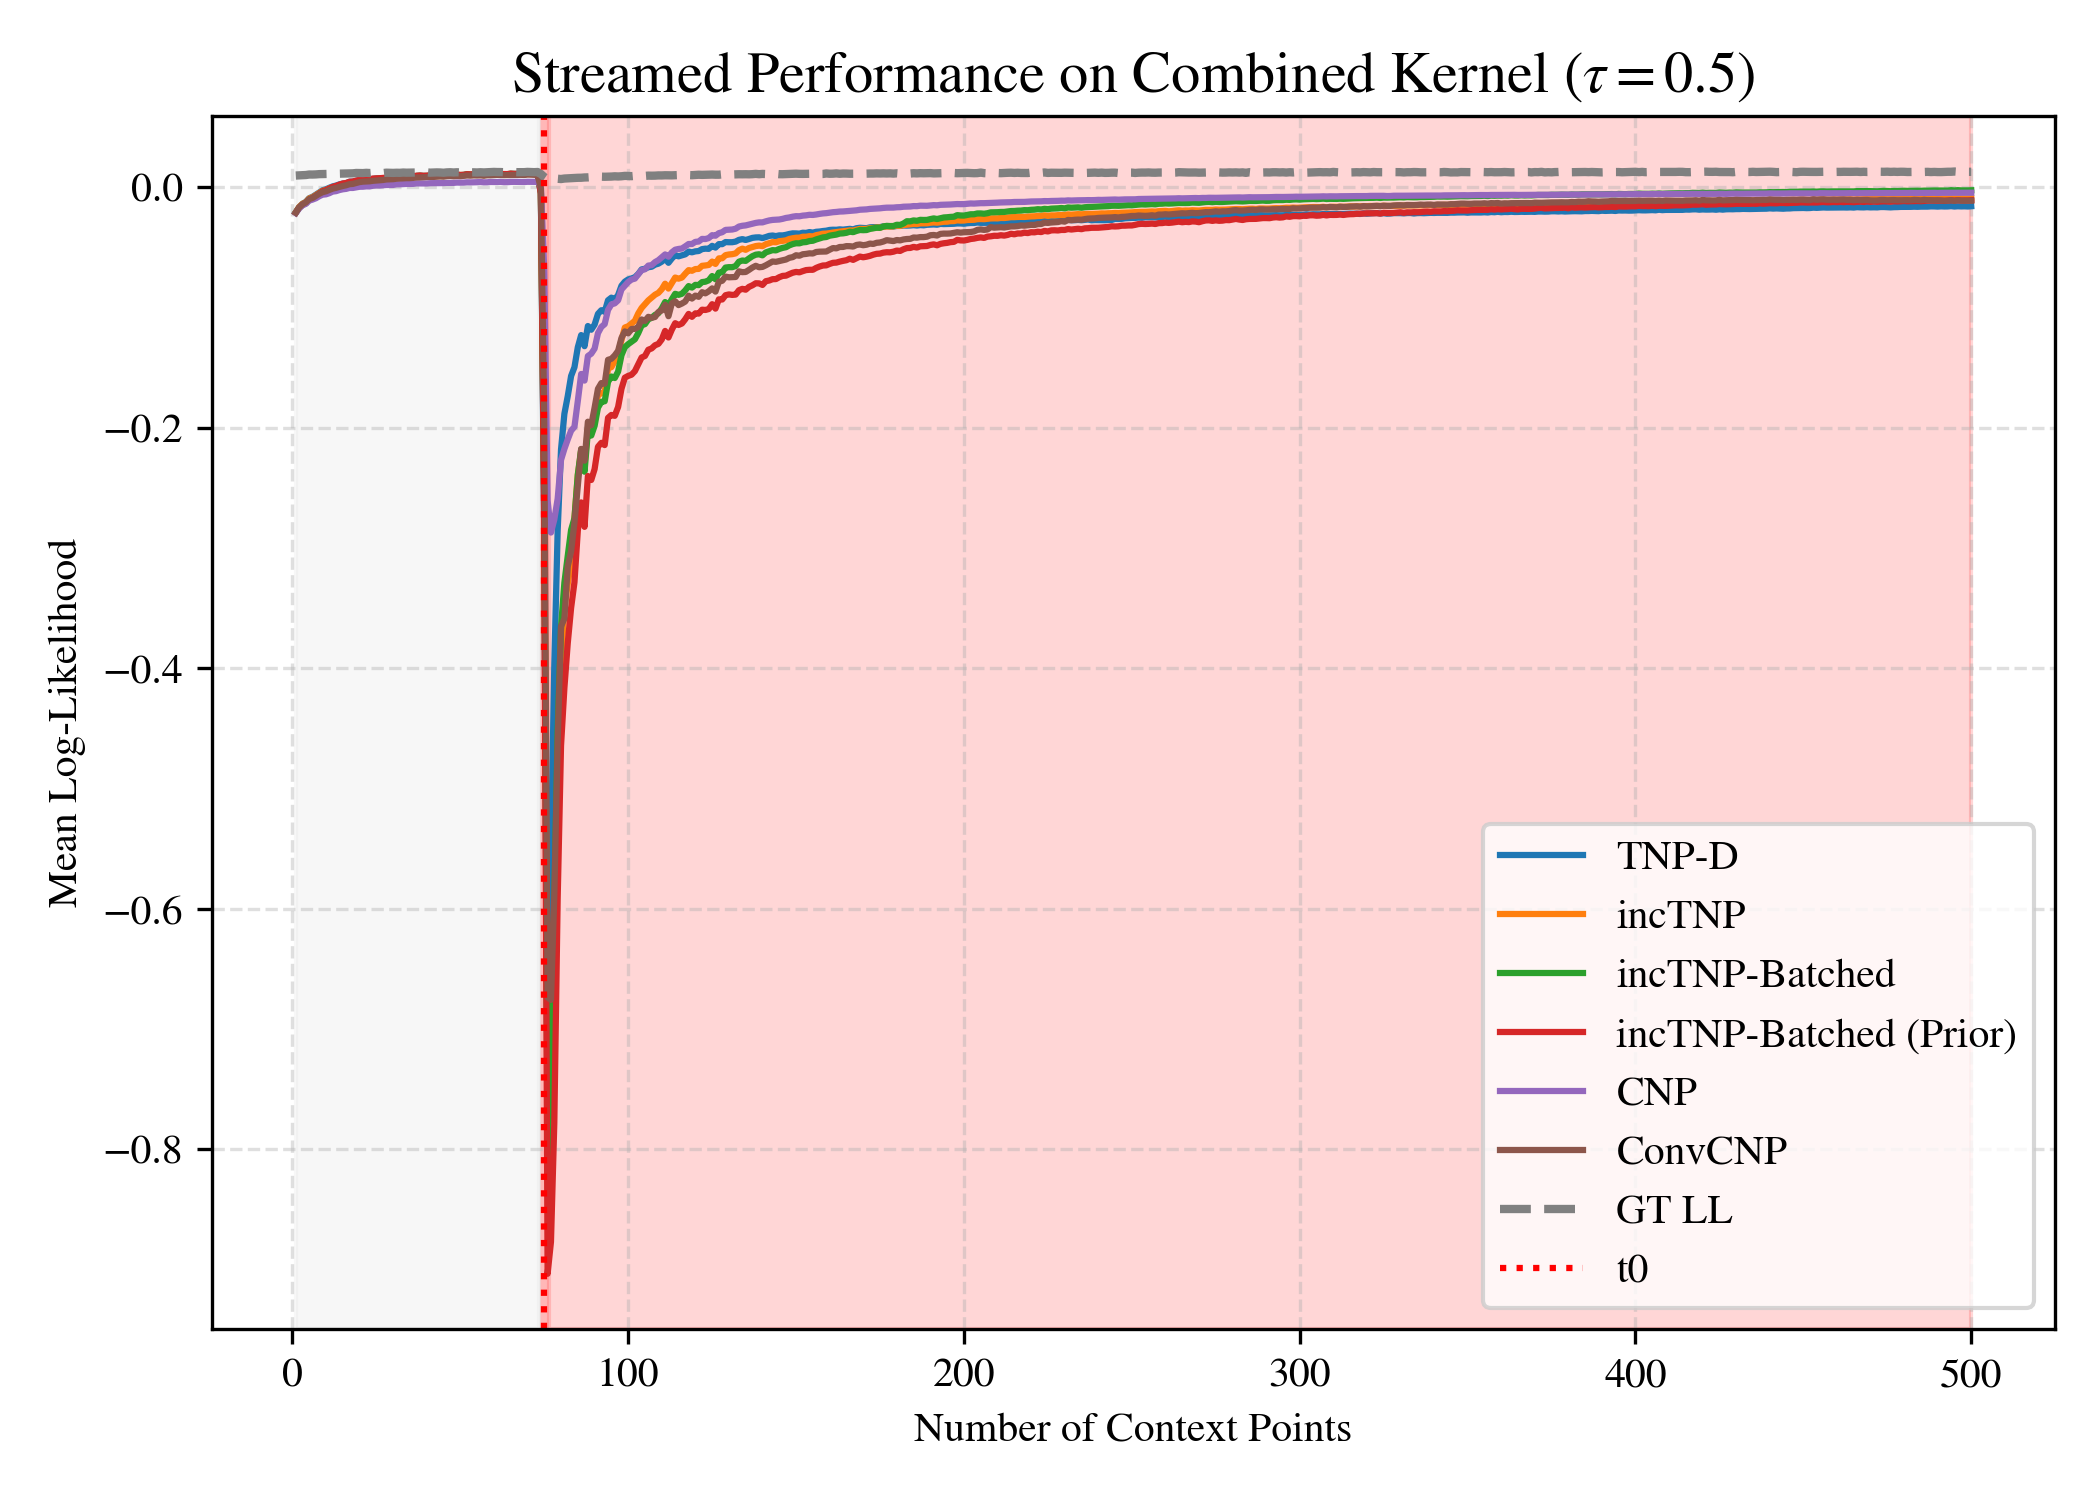 Streamed Performance on Combined Kernel (τ = 0.5)
Mean Log-Likelihood
0.0
−0.2
−0.4
−0.6
−0.8
TNP-D
incTNP
incTNP-Batched
incTNP-Batched (Prior)
CNP
ConvCNP
GT LL
t0
0 100 200 300 400 500
Number of Context Points